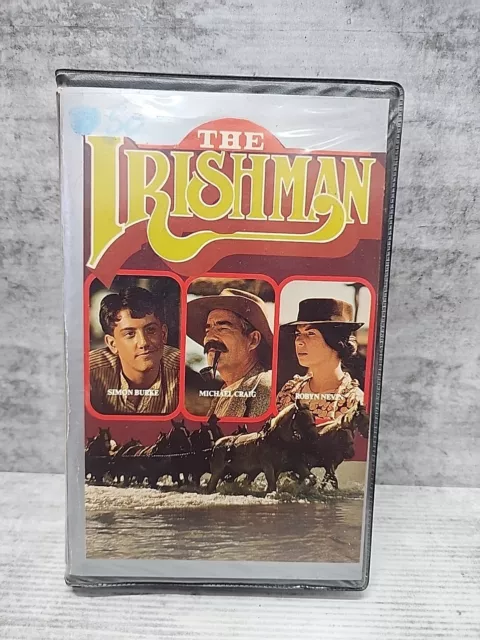 THE
IRISHMAN
SIMON BURKE
MICHAEL CRAIG
ROBYN NEVIN